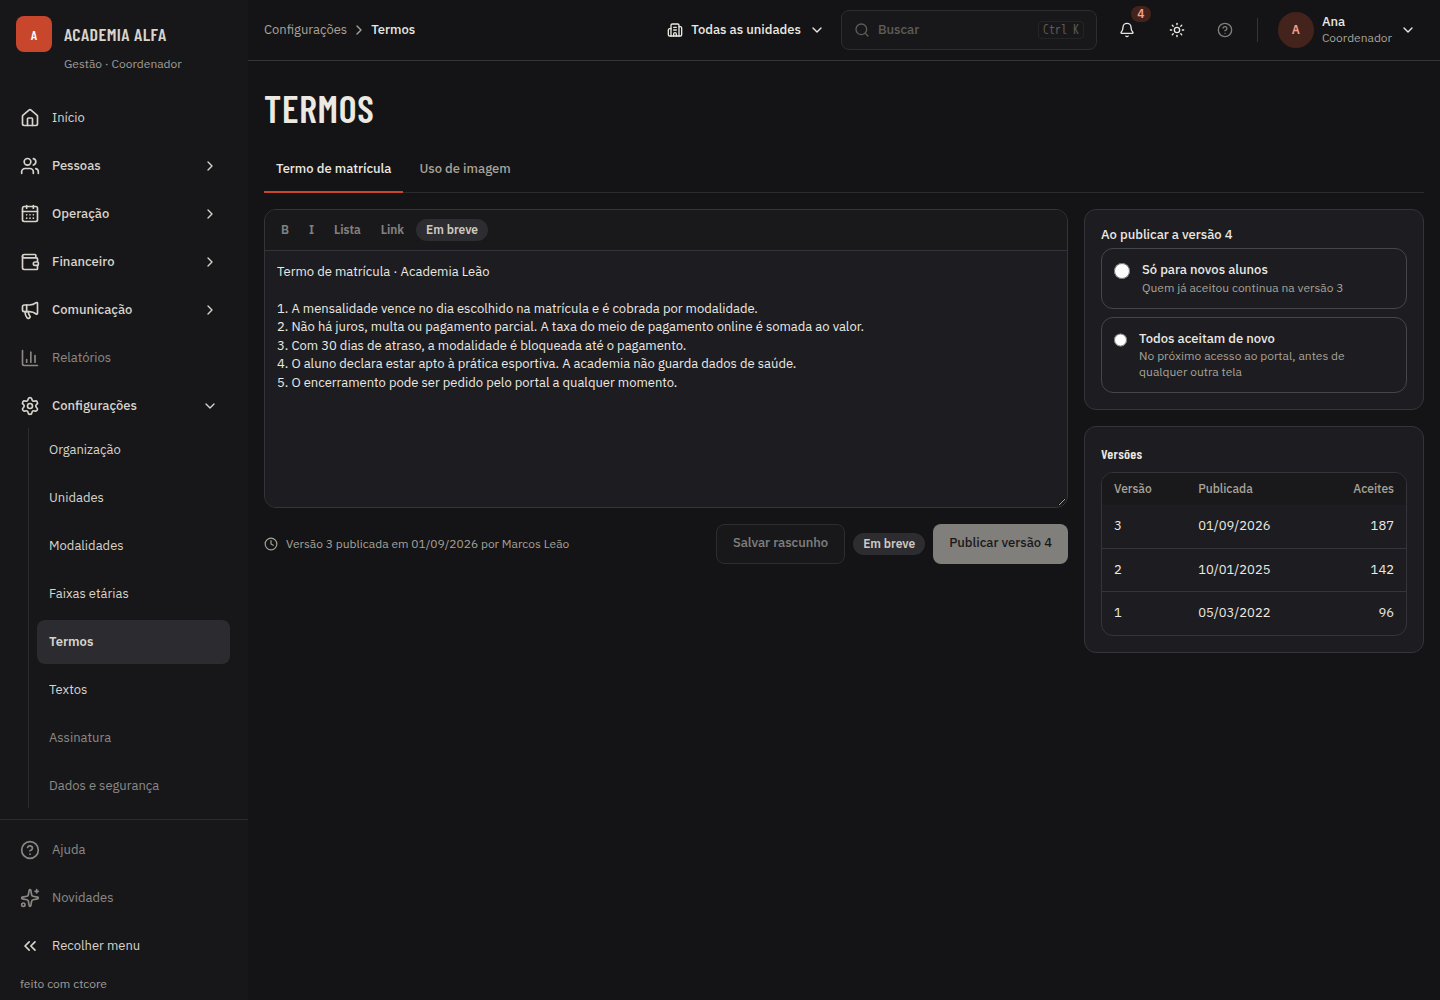 A
ACADEMIA ALFA
Gestão · Coordenador
Início
Pessoas
Operação
Financeiro
Comunicação
Relatórios
Configurações
Organização
Unidades
Modalidades
Faixas etárias
Termos
Textos
Assinatura
Dados e segurança
Ajuda
Novidades
Recolher menu
feito com ctcore
Configurações > Termos
Todas as unidades
Buscar
Ctrl K
4
A
Ana
Coordenador
TERMOS
Termo de matrícula
Uso de imagem
B I Lista Link Em breve
Termo de matrícula · Academia Leão
1. A mensalidade vence no dia escolhido na matrícula e é cobrada por modalidade.
2. Não há juros, multa ou pagamento parcial. A taxa do meio de pagamento online é somada ao valor.
3. Com 30 dias de atraso, a modalidade é bloqueada até o pagamento.
4. O aluno declara estar apto à prática esportiva. A academia não guarda dados de saúde.
5. O encerramento pode ser pedido pelo portal a qualquer momento.
Versão 3 publicada em 01/09/2026 por Marcos Leão
Salvar rascunho
Em breve
Publicar versão 4
Ao publicar a versão 4
Só para novos alunos
Quem já aceitou continua na versão 3
Todos aceitam de novo
No próximo acesso ao portal, antes de
qualquer outra tela
Versões
Versão Publicada Aceites
3 01/09/2026 187
2 10/01/2025 142
1 05/03/2022 96